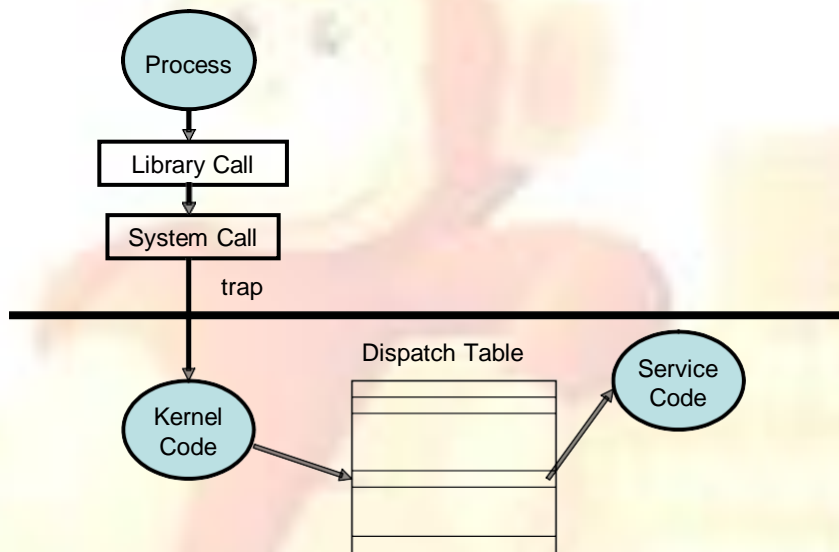 Process
Library Call
System Call
trap
Dispatch Table
Service
Code
Kernel
Code